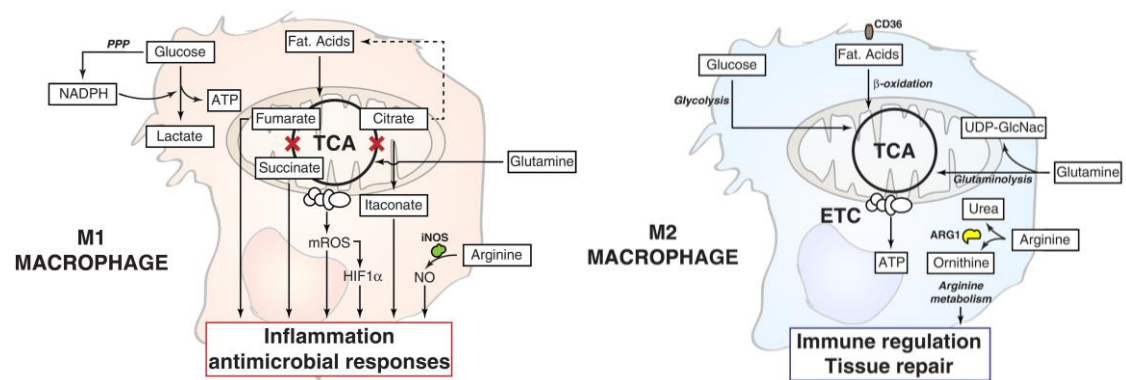 PPP
Glucose
NADPH
ATP
Lactate
Fat. Acids
Fumarate
Citrate
TCA
Succinate
Glutamine
Itaconate
mROS
HIF1α
iNOS
Arginine
NO
M1
MACROPHAGE
Inflammation
antimicrobial responses
CD36
Fat. Acids
Glucose
β-oxidation
Glycolysis
UDP-GlcNac
TCA
Glutaminolysis
Glutamine
ETC
Urea
ARG1
Arginine
ATP
Ornithine
Arginine
metabolism
M2
MACROPHAGE
Immune regulation
Tissue repair